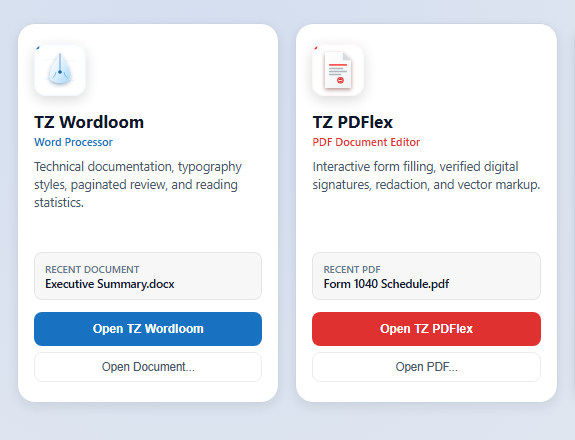 TZ Wordloom
Word Processor
Technical documentation, typography
styles, paginated review, and reading
statistics.
RECENT DOCUMENT
Executive Summary.docx
Open TZ Wordloom
Open Document...
TZ PDFlex
PDF Document Editor
Interactive form filling, verified digital
signatures, redaction, and vector markup.
RECENT PDF
Form 1040 Schedule.pdf
Open TZ PDFlex
Open PDF...